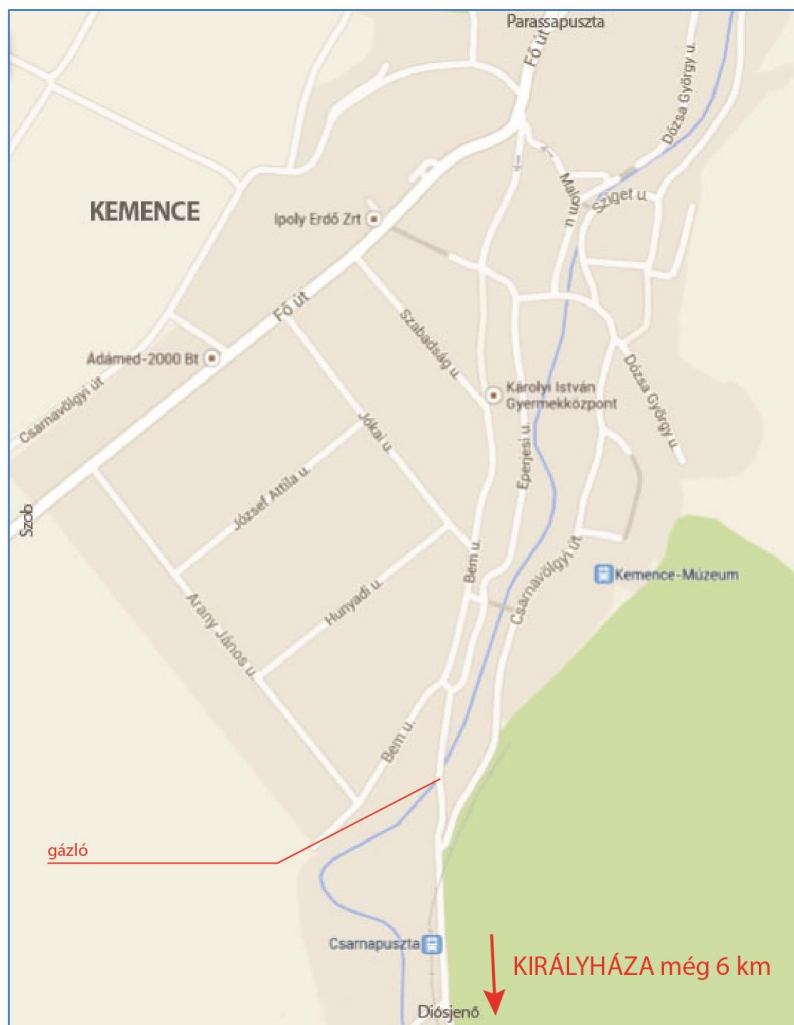 Parassapuszta
Fő út
Dózsa György u.
Malo
m u.
Sziget u.
KEMENCE
Ipoly Erdő Zrt
Fő út
Szabadság u.
Ádámed-2000 Bt
Csarnavölgyi út
Károlyi István
Gyermekközpont
Dózsa György u.
Jókai u.
Eperjesi u.
József Attila u.
Szob
Bem u.
Csarnavölgyi út
Kemence-Múzeum
Hunyadi u.
Arany János u.
Bem u.
gázló
Csarnapuszta
KIRÁLYHÁZA még 6 km
Diósjenő